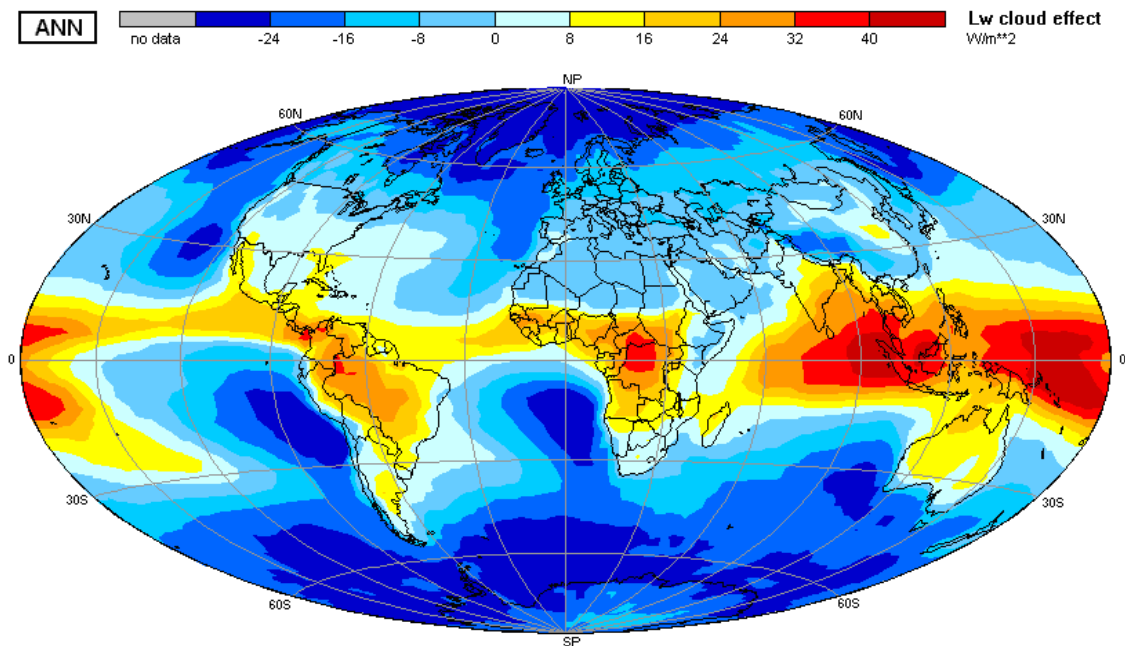 ANN
Lw cloud effect
no data -24 -16 -8 0 8 16 24 32 40 W/m**2
NP
60N 60N
30N 30N
0 0
30S 30S
60S 60S
SP